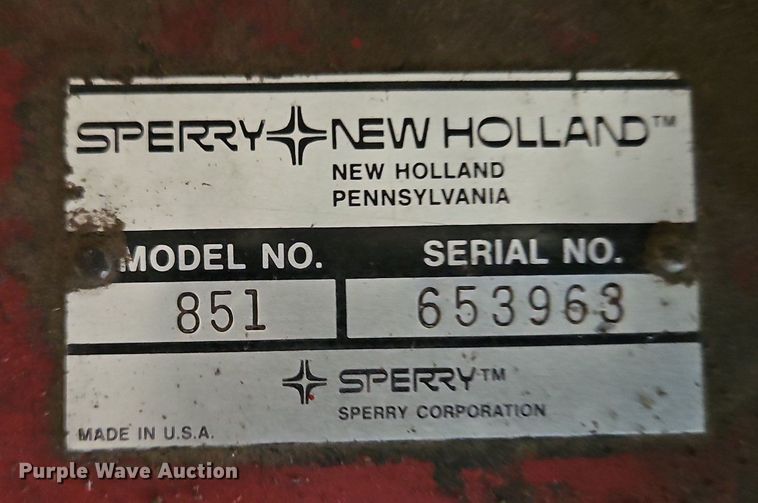 SPERRY NEW HOLLAND™
NEW HOLLAND
PENNSYLVANIA
MODEL NO. SERIAL NO.
851 653963
SPERRY™
SPERRY CORPORATION
MADE IN U.S.A.
Purple Wave Auction